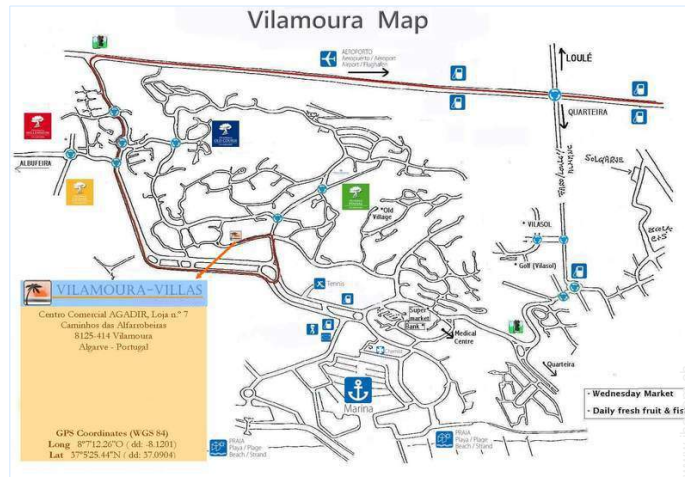 Vilamoura Map
AEROPORTO
Aeropuerto / Aéroport
Airport / Flughafen
LOULÉ
QUARTEIRA
SOLGARVE
ALBUFEIRA
*Old
Village
* VILASOL
* Golf (Vilasol)
VILAMOURA-VILLAS
Centro Comercial AGADIR, Loja n.º 7
Caminhos das Alfarrobeiras
8125-414 Vilamoura
Algarve - Portugal
Tennis
Super
market
Bank *
Medical
Centre
Quarteira
Marina
- Wednesday Market
- Daily fresh fruit & fis
GPS Coordinates (WGS 84)
Long 8°7'12.26"O ( dd: -8.1201)
Lat 37°5'25.44"N ( dd: 37.0904)
PRAIA
Playa / Plage
Beach / Strand
PRAIA
Playa / Plage
Beach / Strand